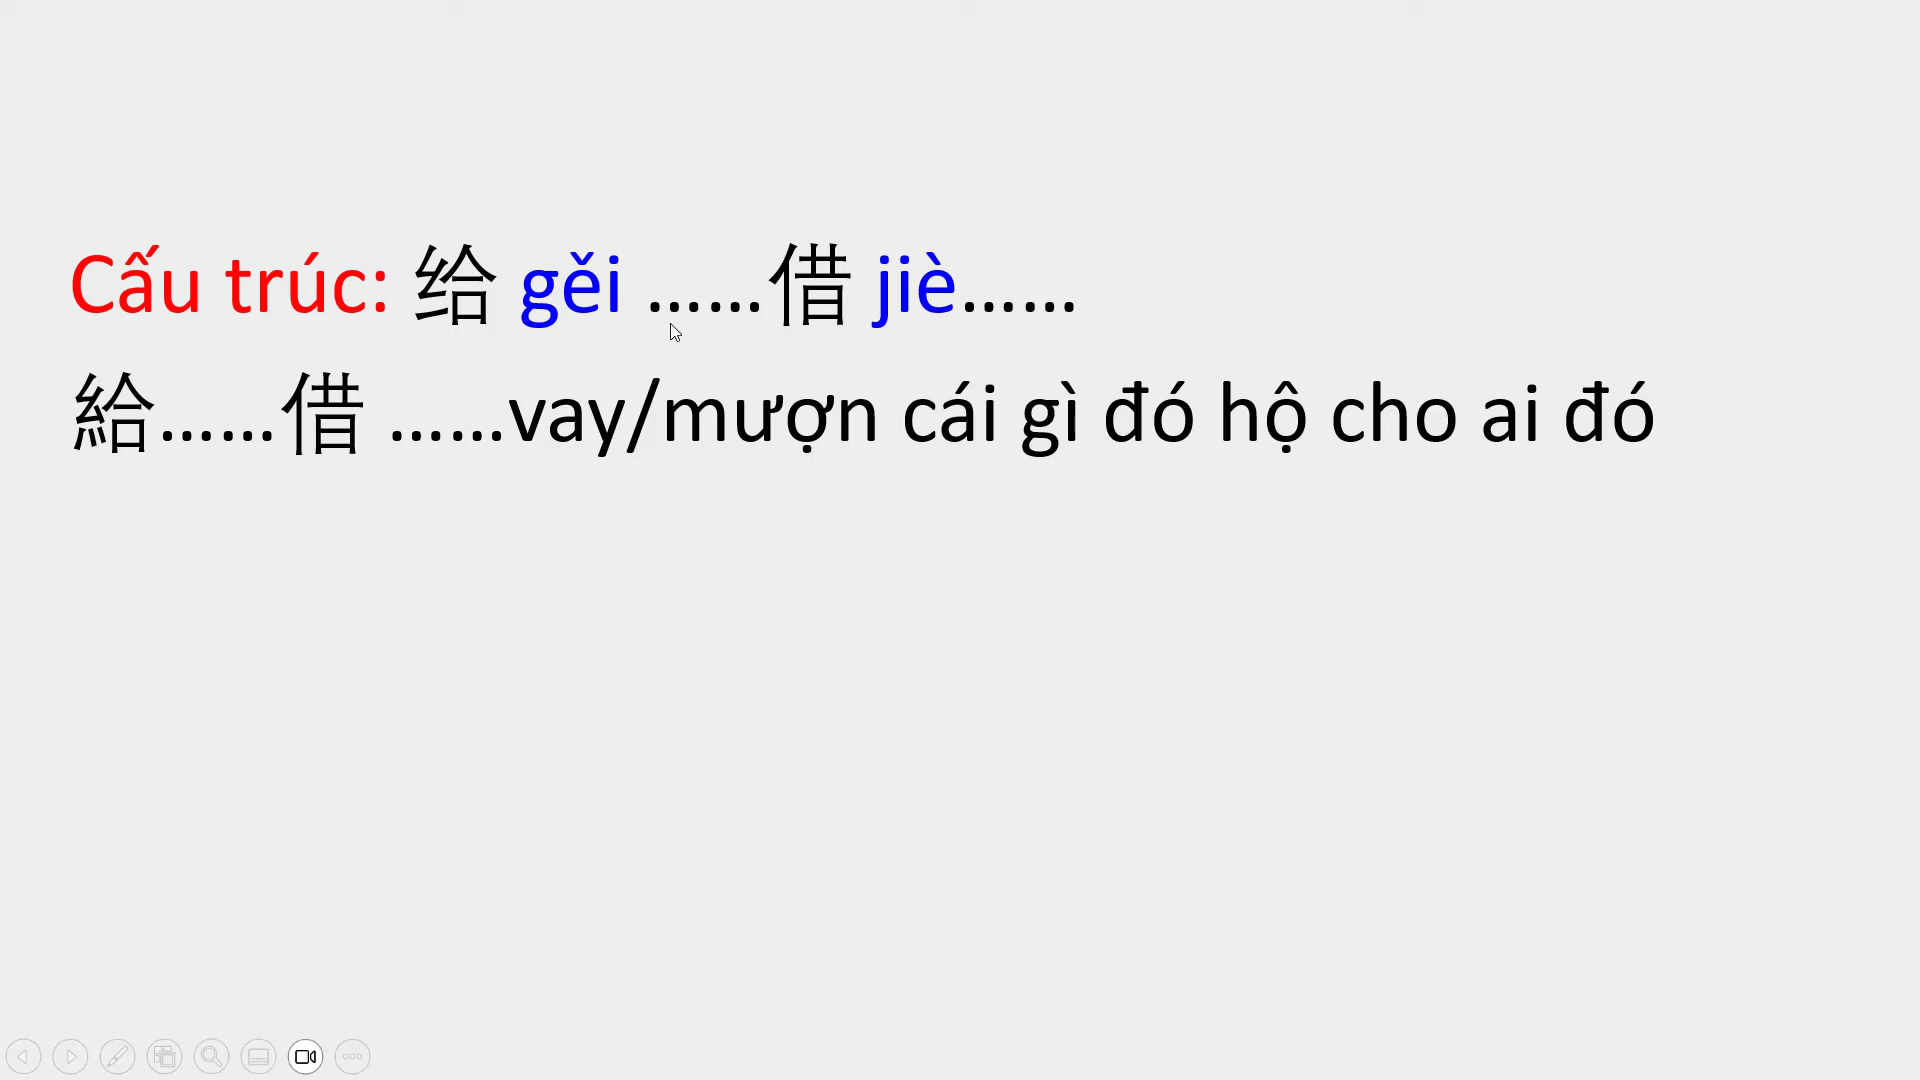 Cấu trúc: 给 gěi ……借 jiè……
給……借 ……vay/mượn cái gì đó hộ cho ai đó